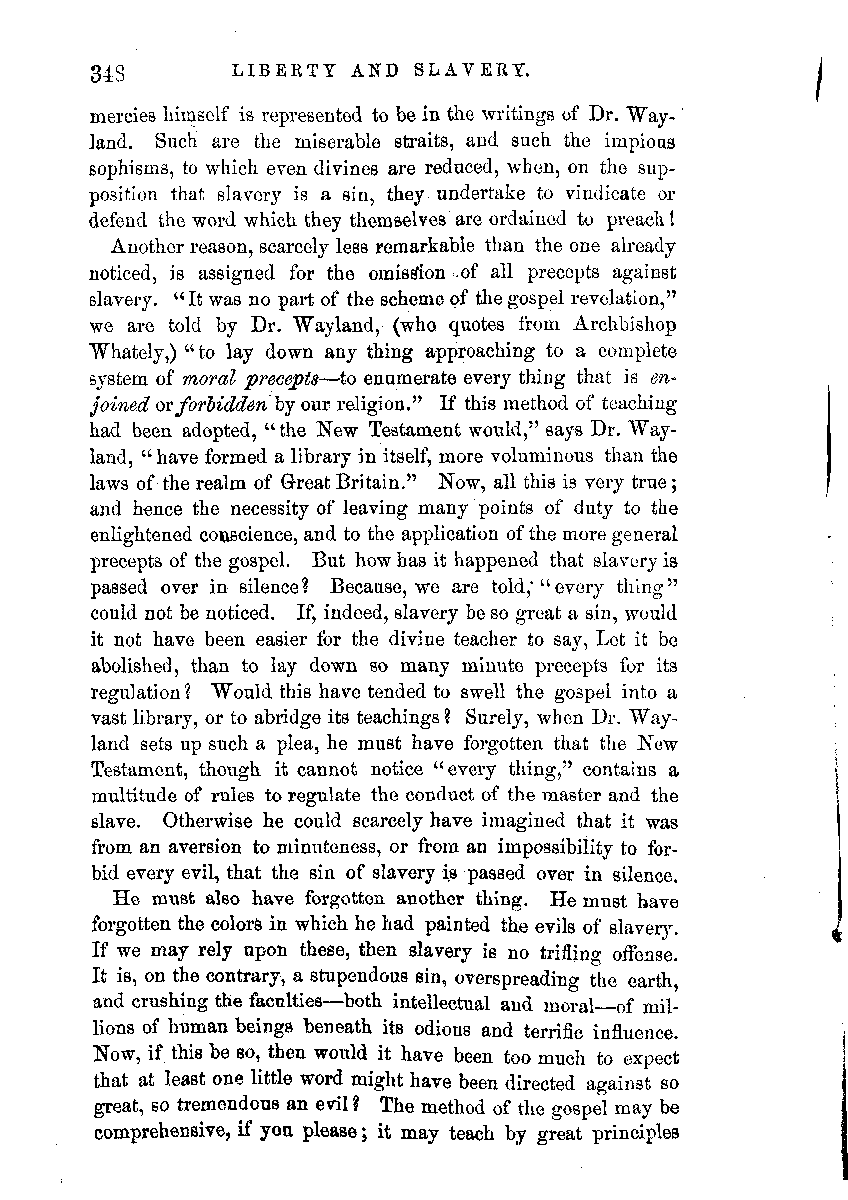 348 LIBERTY AND SLAVERY.
mercies himself is represented to be in the writings of Dr. Way-
land. Such are the miserable straits, and such the impious
sophisms, to which even divines are reduced, when, on the sup-
position that slavery is a sin, they undertake to vindicate or
defend the word which they themselves are ordained to preach!
Another reason, scarcely less remarkable than the one already
noticed, is assigned for the omission of all precepts against
slavery. “It was no part of the scheme of the gospel revelation,”
we are told by Dr. Wayland, (who quotes from Archbishop
Whately,) “to lay down any thing approaching to a complete
system of moral precepts—to enumerate every thing that is en-
joined or forbidden by our religion.” If this method of teaching
had been adopted, “the New Testament would,” says Dr. Way-
land, “have formed a library in itself, more voluminous than the
laws of the realm of Great Britain.” Now, all this is very true;
and hence the necessity of leaving many points of duty to the
enlightened conscience, and to the application of the more general
precepts of the gospel. But how has it happened that slavery is
passed over in silence? Because, we are told, “every thing”
could not be noticed. If, indeed, slavery be so great a sin, would
it not have been easier for the divine teacher to say, Let it be
abolished, than to lay down so many minute precepts for its
regulation? Would this have tended to swell the gospel into a
vast library, or to abridge its teachings? Surely, when Dr. Way-
land sets up such a plea, he must have forgotten that the New
Testament, though it cannot notice “every thing,” contains a
multitude of rules to regulate the conduct of the master and the
slave. Otherwise he could scarcely have imagined that it was
from an aversion to minuteness, or from an impossibility to for-
bid every evil, that the sin of slavery is passed over in silence.
He must also have forgotten another thing. He must have
forgotten the colors in which he had painted the evils of slavery.
If we may rely upon these, then slavery is no trifling offense.
It is, on the contrary, a stupendous sin, overspreading the earth,
and crushing the faculties—both intellectual and moral—of mil-
lions of human beings beneath its odious and terrific influence.
Now, if this be so, then would it have been too much to expect
that at least one little word might have been directed against so
great, so tremendous an evil? The method of the gospel may be
comprehensive, if you please; it may teach by great principles